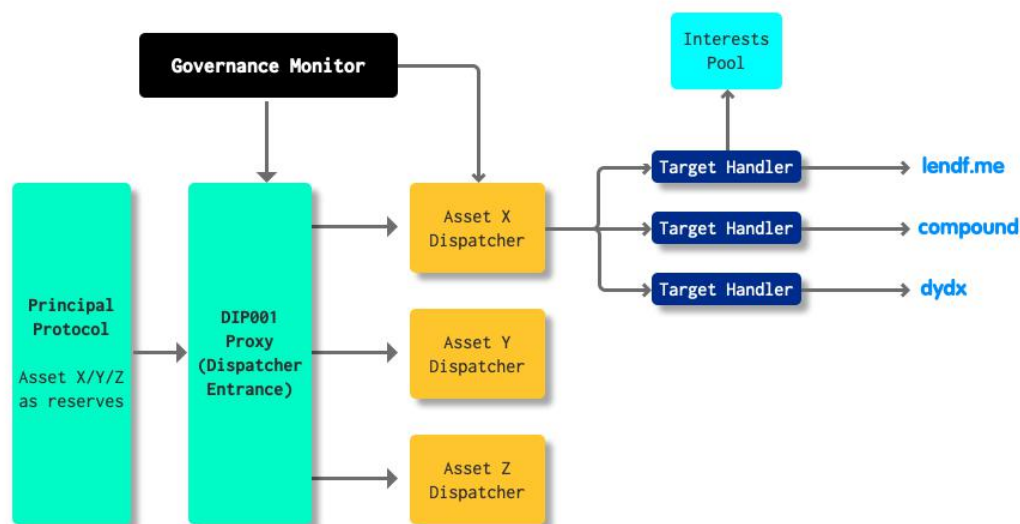 Governance Monitor
Interests
Pool
Target Handler
lendf.me
Asset X
Dispatcher
Target Handler
compound
Target Handler
dydx
Principal
Protocol
Asset X/Y/Z
as reserves
DIP001
Proxy
(Dispatcher
Entrance)
Asset Y
Dispatcher
Asset Z
Dispatcher